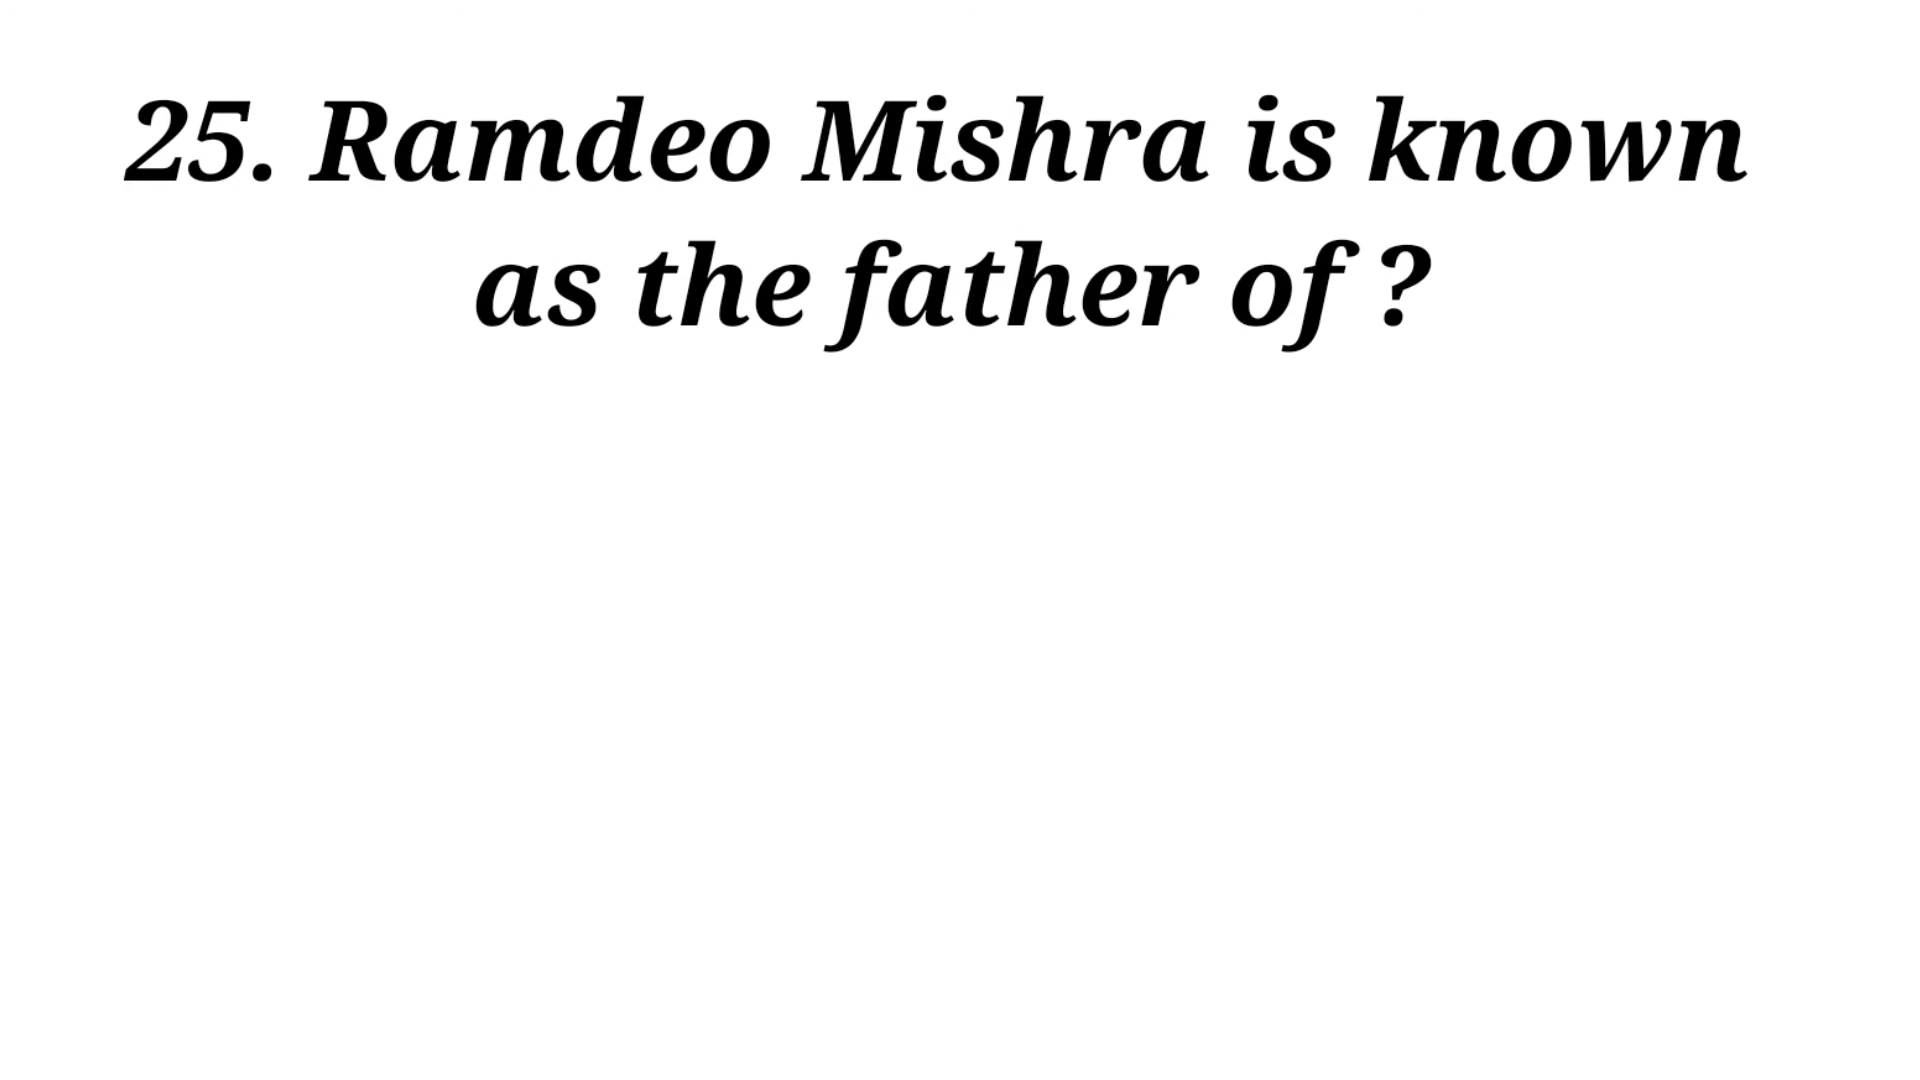 25. Ramdeo Mishra is known
as the father of ?